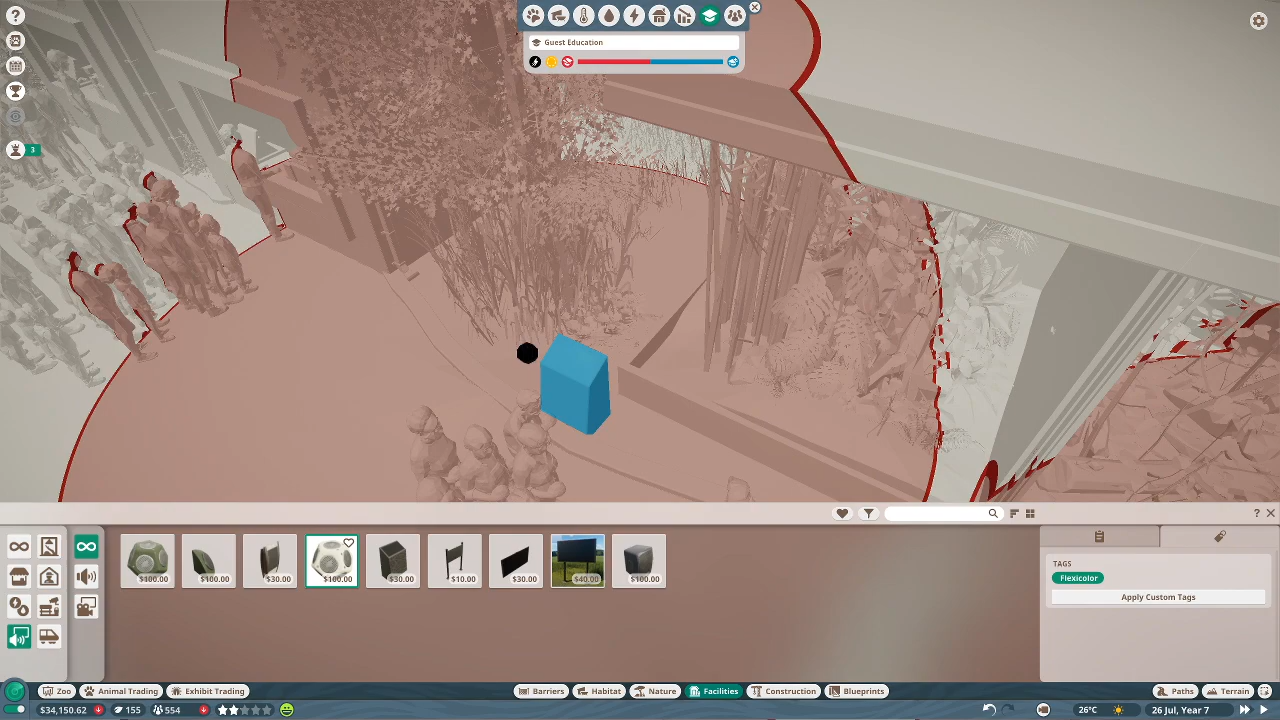 ?
Guest Education
3
$100.00
$100.00
$30.00
$100.00
$30.00
$10.00
$30.00
$40.00
$100.00
?
TAGS
Flexicolor
Apply Custom Tags
Zoo
Animal Trading
Exhibit Trading
Barriers
Habitat
Nature
Facilities
Construction
Blueprints
Paths
Terrain
$34,150.62
155
554
26°C
26 Jul, Year 7